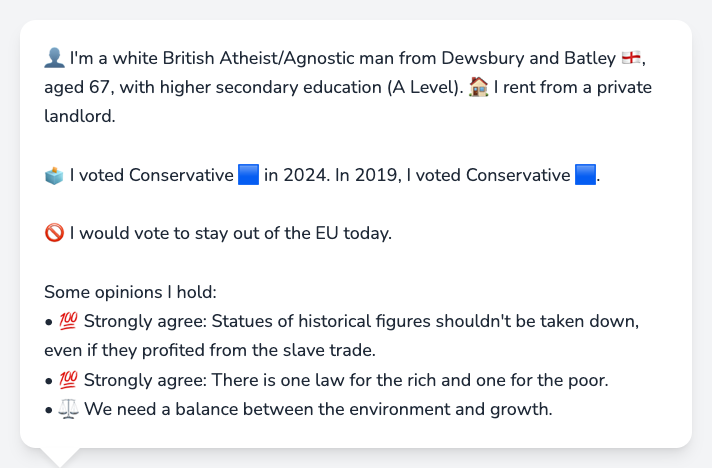 👤 I'm a white British Atheist/Agnostic man from Dewsbury and Batley 🏴󠁧󠁢󠁥󠁮󠁧󠁿,
aged 67, with higher secondary education (A Level). 🏠 I rent from a private
landlord.
🗳️ I voted Conservative 🟦 in 2024. In 2019, I voted Conservative 🟦.
🚫 I would vote to stay out of the EU today.
Some opinions I hold:
• 💯 Strongly agree: Statues of historical figures shouldn't be taken down,
even if they profited from the slave trade.
• 💯 Strongly agree: There is one law for the rich and one for the poor.
• ⚖️ We need a balance between the environment and growth.